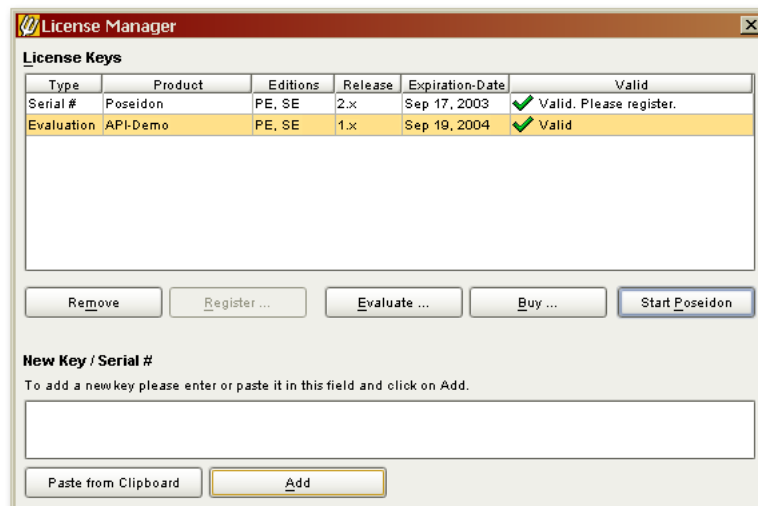 License Manager
License Keys
Type Product Editions Release Expiration-Date Valid
Serial # Poseidon PE, SE 2.x Sep 17, 2003 Valid. Please register.
Evaluation API-Demo PE, SE 1.x Sep 19, 2004 Valid
Remove Register ... Evaluate ... Buy ... Start Poseidon
New Key / Serial #
To add a new key please enter or paste it in this field and click on Add.
Paste from Clipboard Add